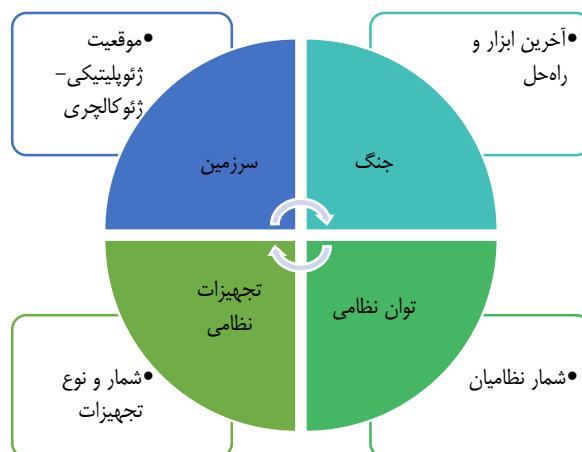 •آخرین ابزار و
راه‌حل
•موقعیت
ژئوپلیتیکی-
ژئوکالچری
جنگ
سرزمین
توان نظامی
تجهیزات
نظامی
•شمار نظامیان
•شمار و نوع
تجهیزات